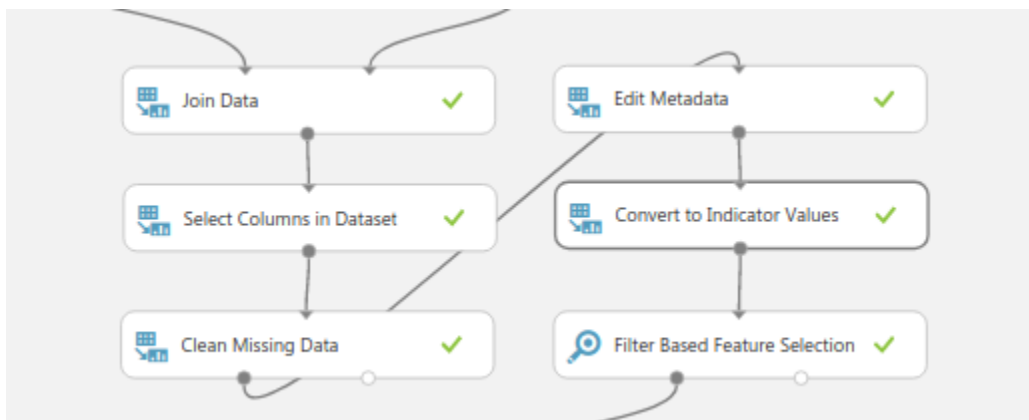 Join Data
Select Columns in Dataset
Clean Missing Data
Edit Metadata
Convert to Indicator Values
Filter Based Feature Selection